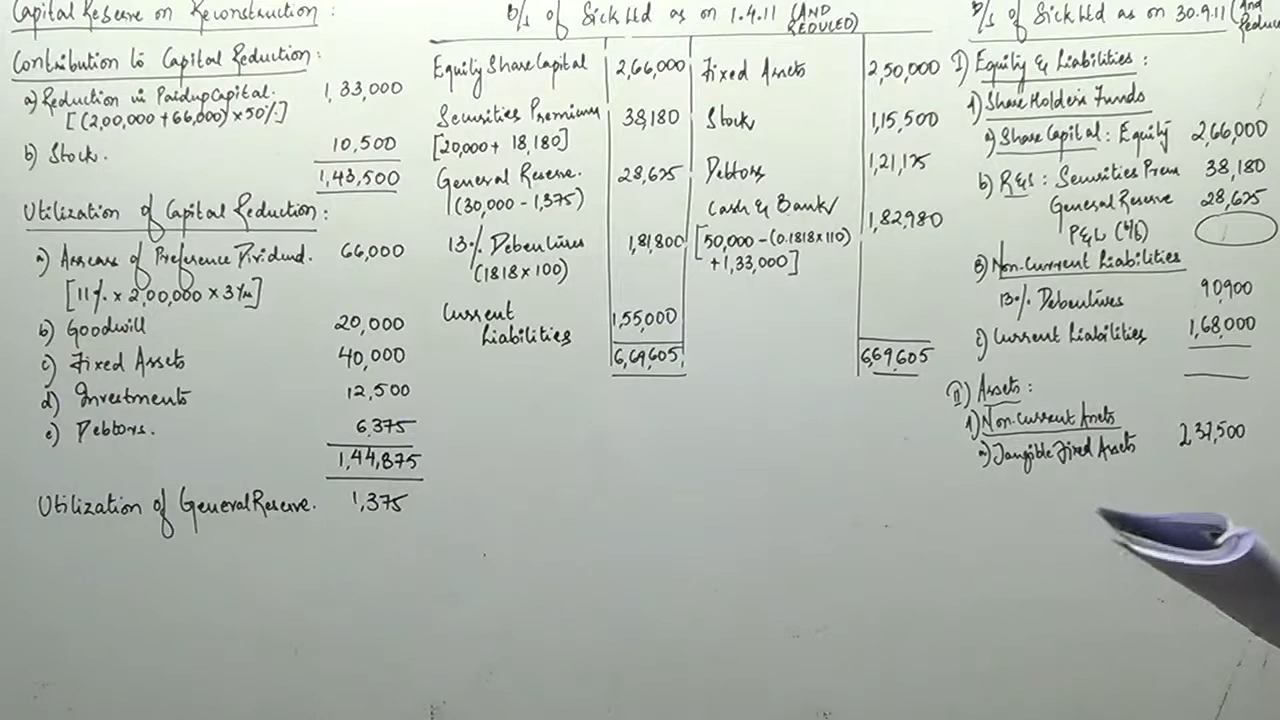 Capital Reserve on Reconstruction :
Contribution to Capital Reduction :
a) Reduction in Paidup Capital. 1,33,000
[(2,00,000 + 66,000) x 50%]
b) Stock. 10,500
1,43,500
Utilization of Capital Reduction :
a) Arrears of Preference Dividend. 66,000
[11% x 2,00,000 x 3 Yrs]
b) Goodwill 20,000
c) Fixed Assets 40,000
d) Investments 12,500
e) Debtors. 6,375
1,44,875
Utilization of General Reserve. 1,375
B/s of Sick Ltd as on 1.4.11 (AND
REDUCED)
Equity Share Capital 2,66,000 Fixed Assets 2,50,000
Securities Premium 38,180 Stock 1,15,500
[20,000 + 18,180]
General Reserve. 28,625 Debtors 1,21,125
(30,000 - 1,375)
Cash & Bank 1,82,980
13% Debentures 1,81,800 [50,000 - (0.1818 x 110)
(1818 x 100) + 1,33,000]
Current 1,55,000
Liabilities
6,69,605 6,69,605
B/s of Sick Ltd as on 30.9.11 (And
Reduced
I) Equity & Liabilities :
1) Share Holders Funds
a) Share Capital : Equity 2,66,000
b) R&S : Securities Prem 38,180
General Reserve 28,625
P&L (b/f)
Non-Current Liabilities
13% Debentures 90,900
c) Current Liabilities 1,68,000
II) Assets :
1) Non-Current Assets
a) Tangible Fixed Assets 2,37,500